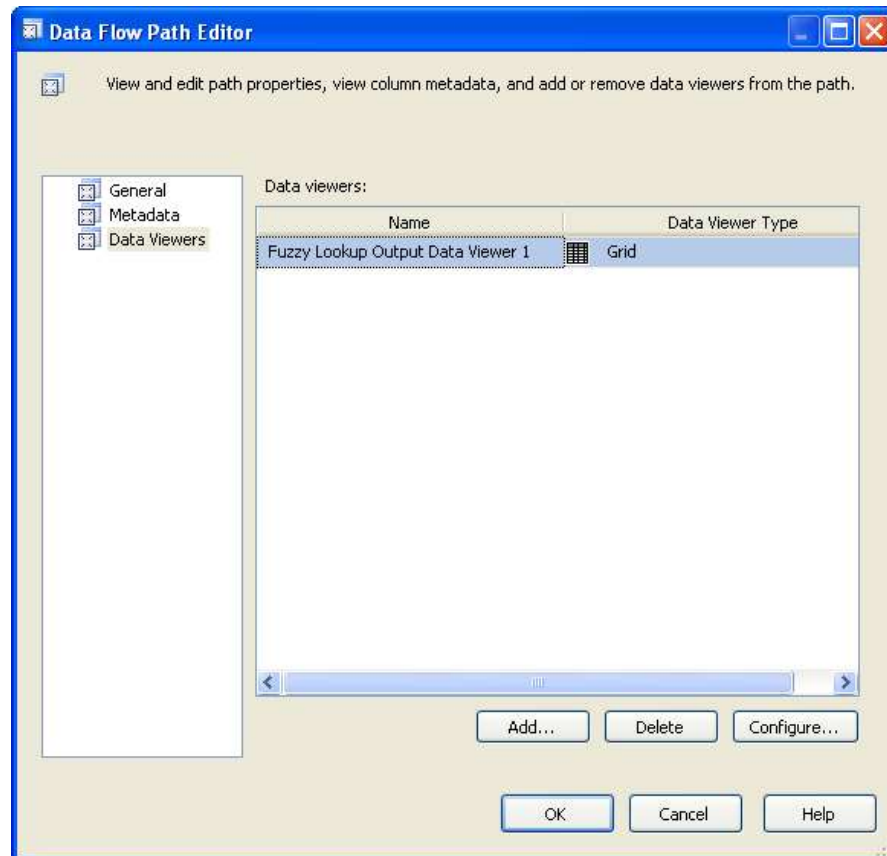 Data Flow Path Editor
View and edit path properties, view column metadata, and add or remove data viewers from the path.
General
Metadata
Data Viewers
Data viewers:
Name Data Viewer Type
Fuzzy Lookup Output Data Viewer 1 Grid
Add... Delete Configure...
OK Cancel Help